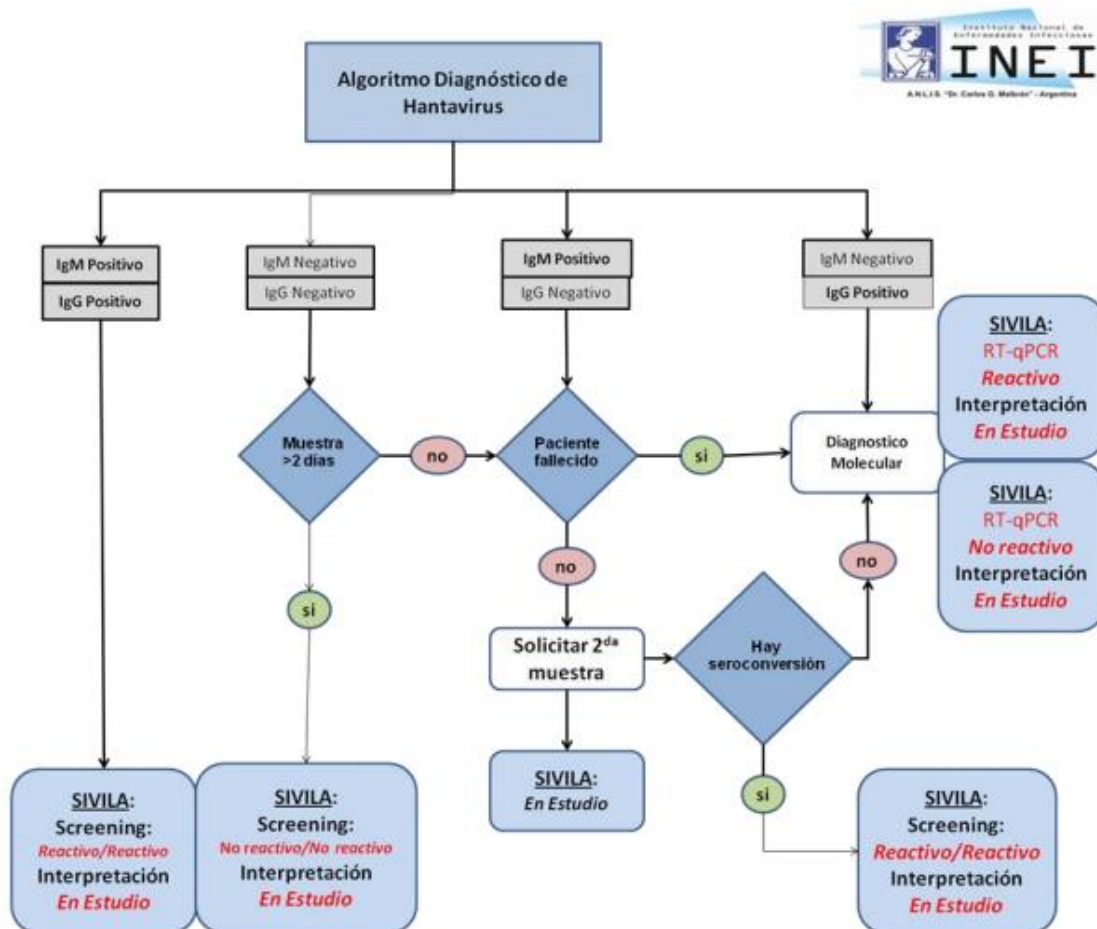 Instituto Nacional de
Enfermedades Infecciosas
INEI
A.N.L.I.S. "Dr. Carlos G. Malbrán" - Argentina
Algoritmo Diagnóstico de
Hantavirus
IgM Positivo
IgG Positivo
IgM Negativo
IgG Negativo
IgM Positivo
IgG Negativo
IgM Negativo
IgG Positivo
SIVILA:
RT-qPCR
Reactivo
Interpretación
En Estudio
Muestra
>2 días
no
Paciente
fallecido
si
Diagnostico
Molecular
SIVILA:
RT-qPCR
No reactivo
Interpretación
En Estudio
no
no
si
Solicitar 2da
muestra
Hay
seroconversión
SIVILA:
En Estudio
si
SIVILA:
Screening:
Reactivo/Reactivo
Interpretación
En Estudio
SIVILA:
Screening:
No reactivo/No reactivo
Interpretación
En Estudio
SIVILA:
Screening:
Reactivo/Reactivo
Interpretación
En Estudio